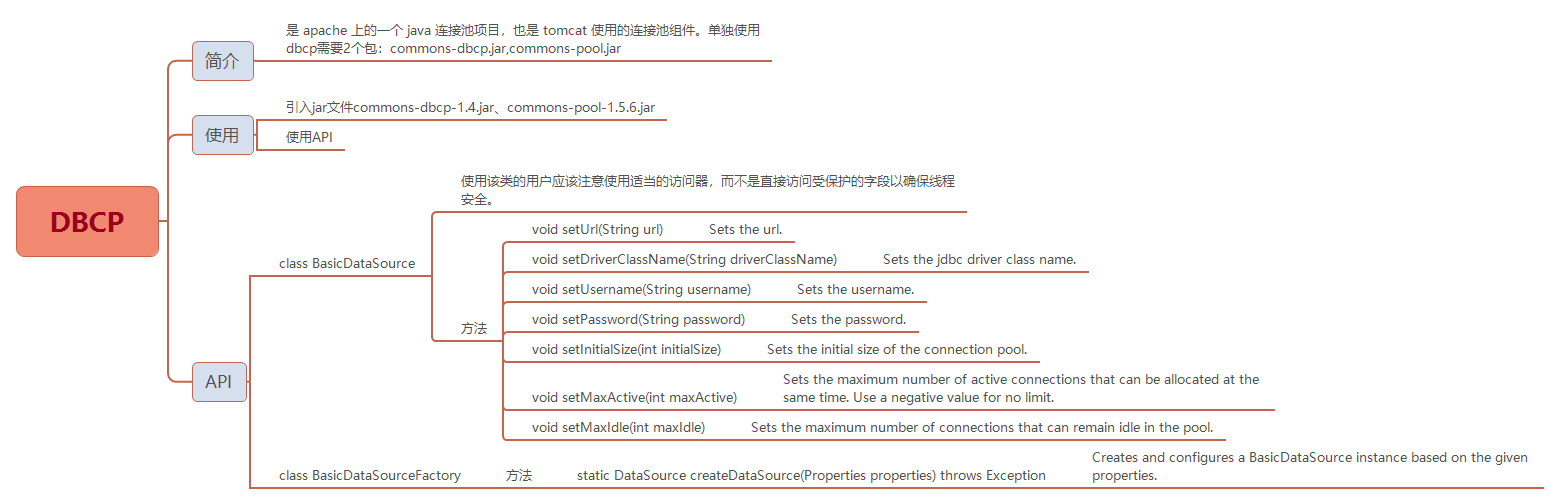 DBCP
简介
是 apache 上的一个 java 连接池项目，也是 tomcat 使用的连接池组件。单独使用
dbcp需要2个包：commons-dbcp.jar,commons-pool.jar
使用
引入jar文件commons-dbcp-1.4.jar、commons-pool-1.5.6.jar
使用API
API
class BasicDataSource
使用该类的用户应该注意使用适当的访问器，而不是直接访问受保护的字段以确保线程
安全。
方法
void setUrl(String url) Sets the url.
void setDriverClassName(String driverClassName) Sets the jdbc driver class name.
void setUsername(String username) Sets the username.
void setPassword(String password) Sets the password.
void setInitialSize(int initialSize) Sets the initial size of the connection pool.
void setMaxActive(int maxActive)
Sets the maximum number of active connections that can be allocated at the
same time. Use a negative value for no limit.
void setMaxIdle(int maxIdle) Sets the maximum number of connections that can remain idle in the pool.
class BasicDataSourceFactory 方法 static DataSource createDataSource(Properties properties) throws Exception
Creates and configures a BasicDataSource instance based on the given
properties.